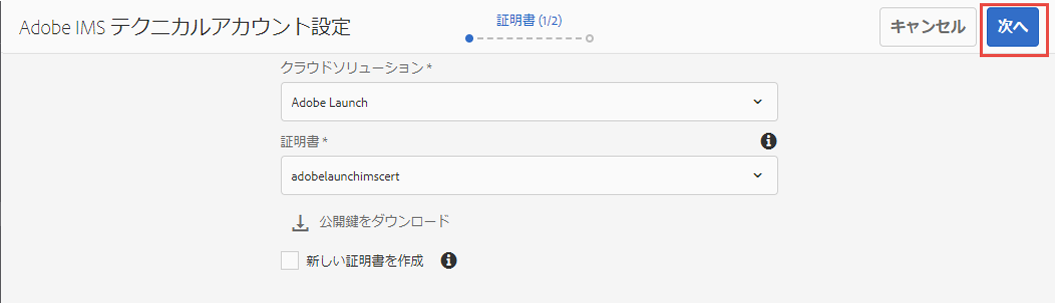 Adobe IMS テクニカルアカウント設定
証明書 (1/2)
キャンセル
次へ
クラウドソリューション *
Adobe Launch
証明書 *
adobelaunchimscert
公開鍵をダウンロード
新しい証明書を作成